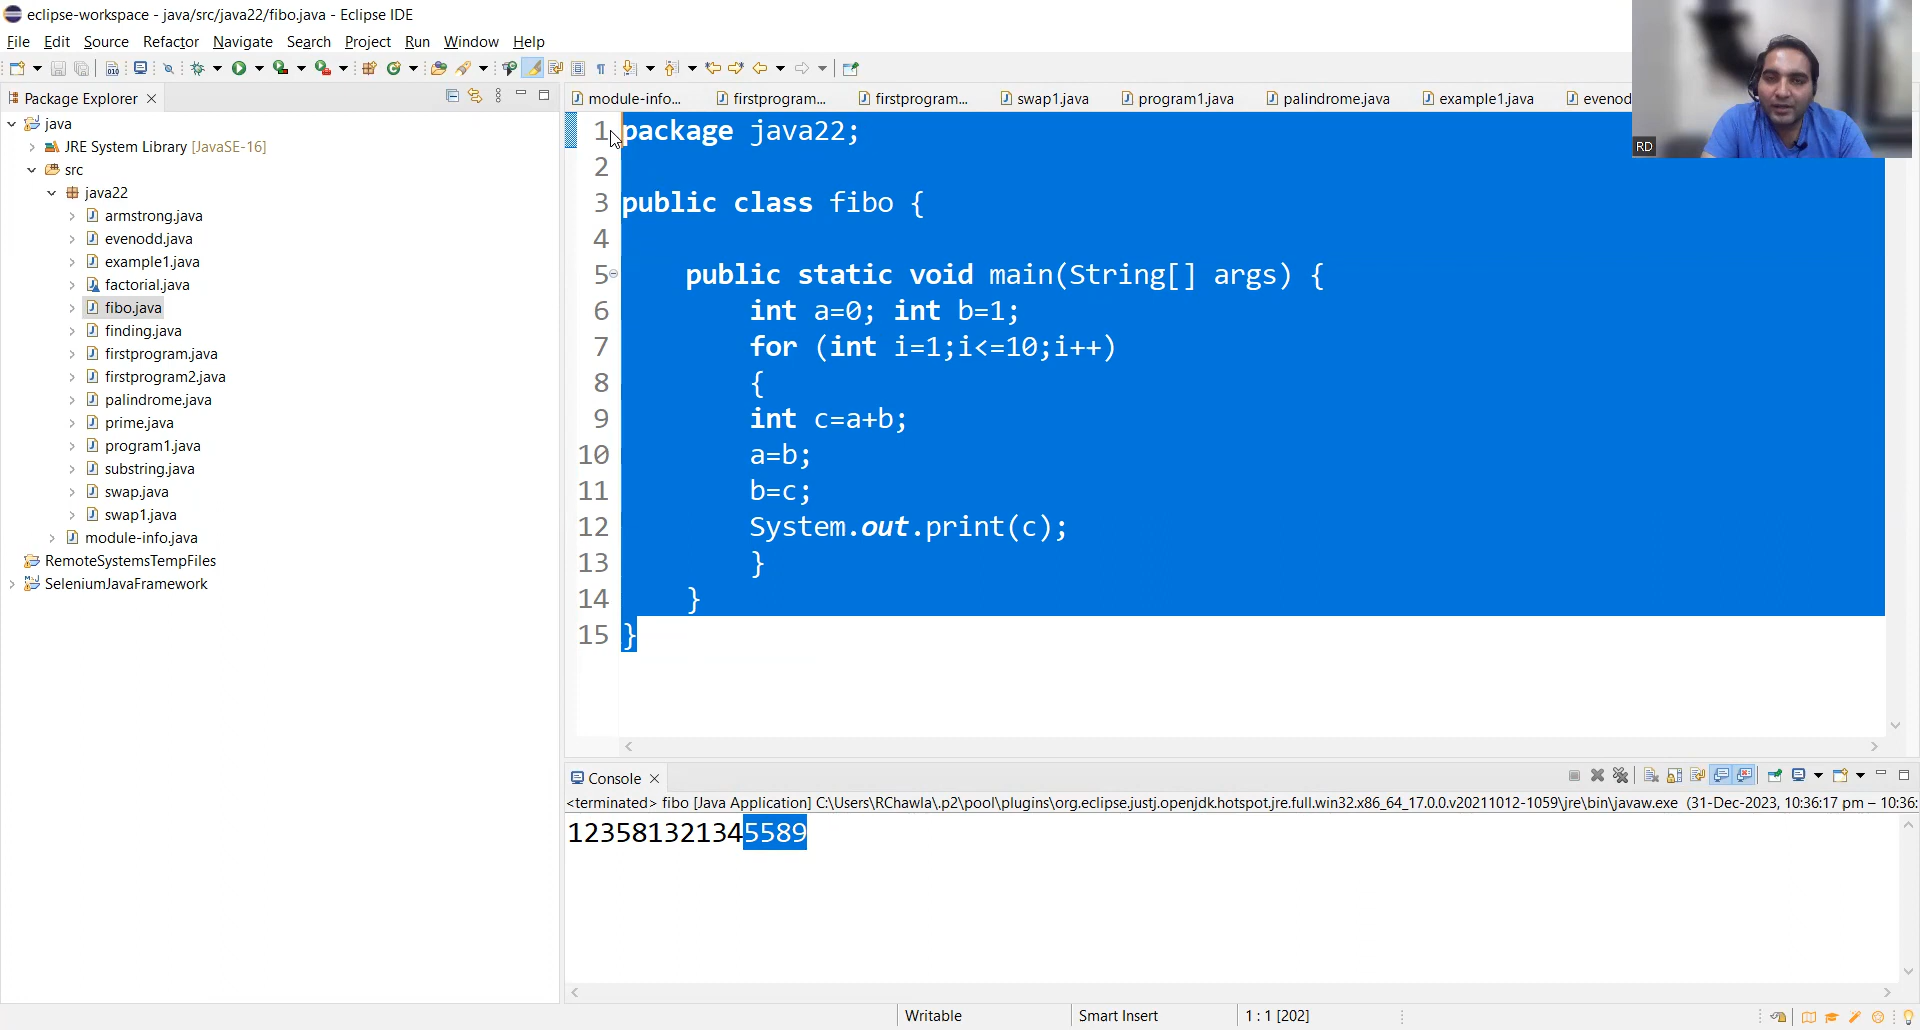 eclipse-workspace - java/src/java22/fibo.java - Eclipse IDE
File Edit Source Refactor Navigate Search Project Run Window Help
Package Explorer
java
JRE System Library [JavaSE-16]
src
java22
armstrong.java
evenodd.java
example1.java
factorial.java
fibo.java
finding.java
firstprogram.java
firstprogram2.java
palindrome.java
prime.java
program1.java
substring.java
swap.java
swap1.java
module-info.java
RemoteSystemsTempFiles
SeleniumJavaFramework
module-info... firstprogram... firstprogram... swap1.java program1.java palindrome.java example1.java evenod
RD
1 package java22;
2
3 public class fibo {
4
5 public static void main(String[] args) {
6 int a=0; int b=1;
7 for (int i=1;i<=10;i++)
8 {
9 int c=a+b;
10 a=b;
11 b=c;
12 System.out.print(c);
13 }
14 }
15 }
Console
<terminated> fibo [Java Application] C:\Users\RChawla\.p2\pool\plugins\org.eclipse.justj.openjdk.hotspot.jre.full.win32.x86_64_17.0.0.v20211012-1059\jre\bin\javaw.exe (31-Dec-2023, 10:36:17 pm – 10:36:
123581321345589
Writable Smart Insert 1 : 1 [202]